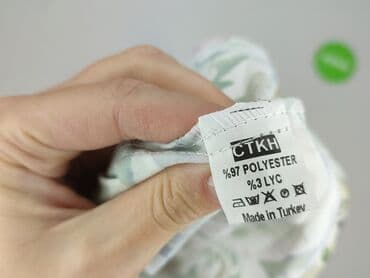 CTKH
%97 POLYESTER
%3 LYC
Made in Turkey